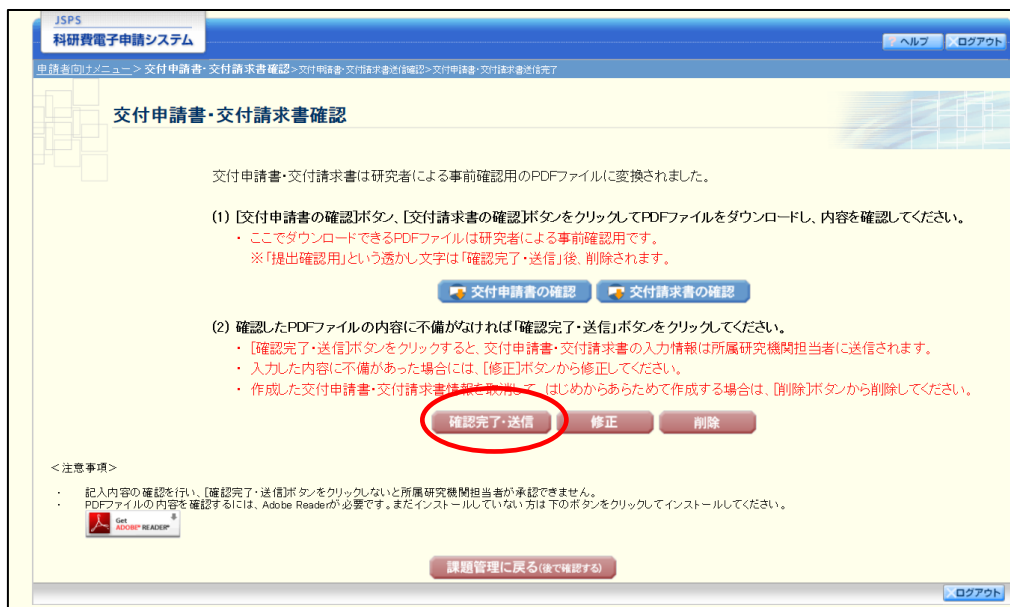 JSPS
科研費電子申請システム
ヘルプ
ログアウト
申請者向けメニュー>交付申請書・交付請求書確認>交付申請書・交付請求書送信確認>交付申請書・交付請求書送信完了
交付申請書・交付請求書確認
交付申請書・交付請求書は研究者による事前確認用のPDFファイルに変換されました。
(1) [交付申請書の確認]ボタン、[交付請求書の確認]ボタンをクリックしてPDFファイルをダウンロードし、内容を確認してください。
・ ここでダウンロードできるPDFファイルは研究者による事前確認用です。
※「提出確認用」という透かし文字は「確認完了・送信」後、削除されます。
交付申請書の確認 交付請求書の確認
(2) 確認したPDFファイルの内容に不備がなければ「確認完了・送信」ボタンをクリックしてください。
・ [確認完了・送信]ボタンをクリックすると、交付申請書・交付請求書の入力情報は所属研究機関担当者に送信されます。
・ 入力した内容に不備があった場合には、[修正]ボタンから修正してください。
・ 作成した交付申請書・交付請求書情報を取消して、はじめからあらためて作成する場合は、[削除]ボタンから削除してください。
確認完了・送信 修正 削除
<注意事項>
・ 記入内容の確認を行い、[確認完了・送信]ボタンをクリックしないと所属研究機関担当者が承認できません。
・ PDFファイルの内容を確認するには、Adobe Readerが必要です。まだインストールしていない方は下のボタンをクリックしてインストールしてください。
Get
ADOBE® READER®
課題管理に戻る(後で確認する)
ログアウト